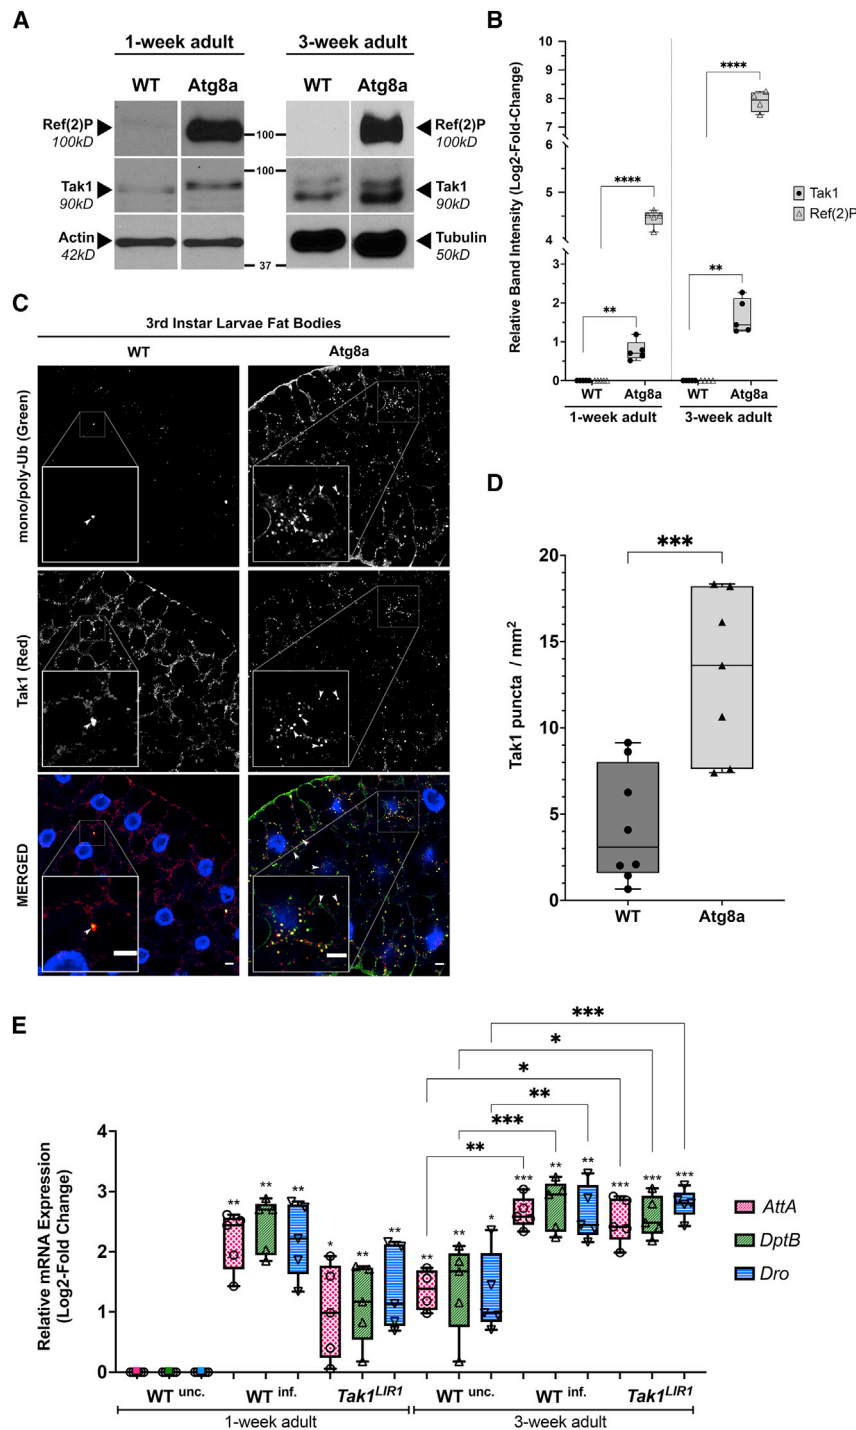 A
1-week adult
3-week adult
WT
Atg8a
WT
Atg8a
Ref(2)P
100kD
100
Ref(2)P
100kD
100
Tak1
90kD
Tak1
90kD
Actin
42kD
Tubulin
50kD
37
B
Relative Band Intensity (Log2-Fold-Change)
10
9
8
7
6
5
4
3
2
1
0
****
**
****
**
Tak1
Ref(2)P
WT
Atg8a
WT
Atg8a
1-week adult
3-week adult
C
3rd Instar Larvae Fat Bodies
WT
Atg8a
mono/poly-Ub (Green)
Tak1 (Red)
MERGED
D
Tak1 puncta / mm²
20
15
10
5
0
***
WT
Atg8a
E
Relative mRNA Expression
(Log2-Fold Change)
4
3
2
1
0
***
*
*
**
***
**
** ** ** * ** ** ** ** * *** ** ** *** *** ***
AttA
DptB
Dro
WT unc.
WT inf.
Tak1LIR1
WT unc.
WT inf.
Tak1LIR1
1-week adult
3-week adult